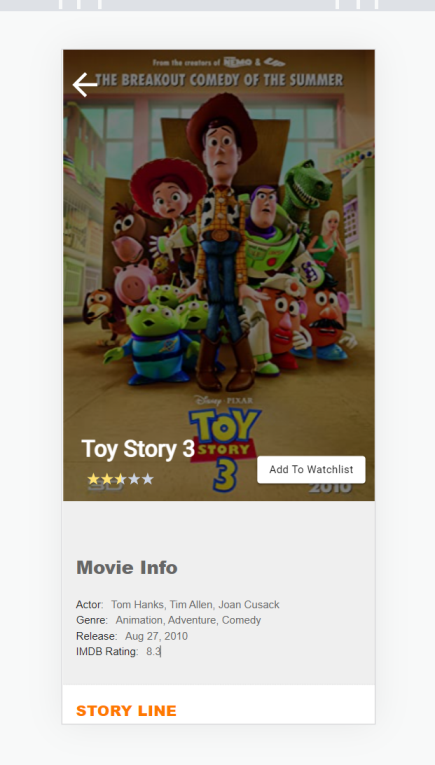 From the creators of NEMO & Cars
THE BREAKOUT COMEDY OF THE SUMMER
Disney · PIXAR
TOY
STORY
3
Toy Story 3
Add To Watchlist
2010
Movie Info
Actor: Tom Hanks, Tim Allen, Joan Cusack
Genre: Animation, Adventure, Comedy
Release: Aug 27, 2010
IMDB Rating: 8.3
STORY LINE